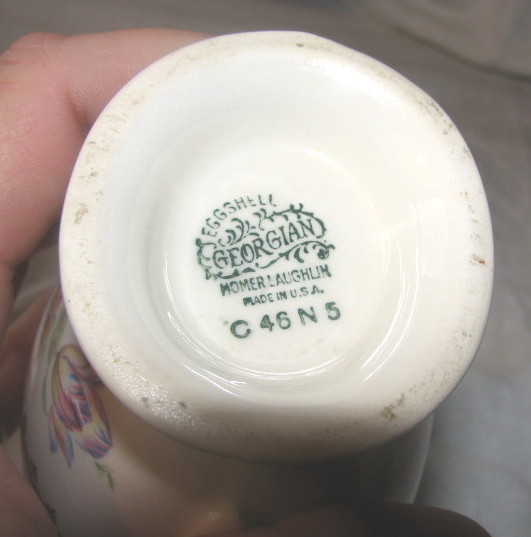 EGGSHELL
GEORGIAN
HOMER LAUGHLIN
MADE IN U.S.A.
C 46 N 5